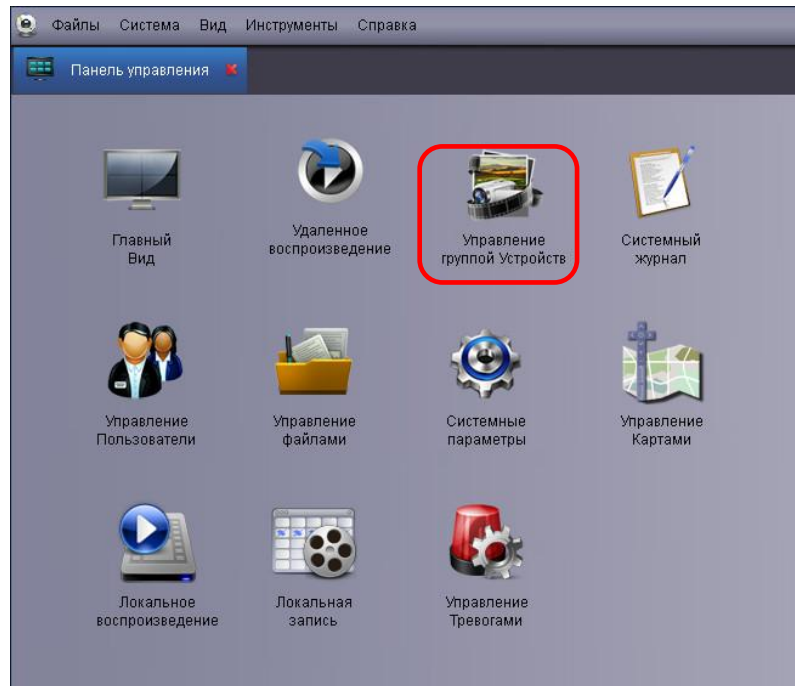 Файлы Система Вид Инструменты Справка
Панель управления
Главный
Вид
Удаленное
воспроизведение
Управление
группой Устройств
Системный
журнал
Управление
Пользователи
Управление
файлами
Системные
параметры
Управление
Картами
Локальное
воспроизведение
Локальная
запись
Управление
Тревогами